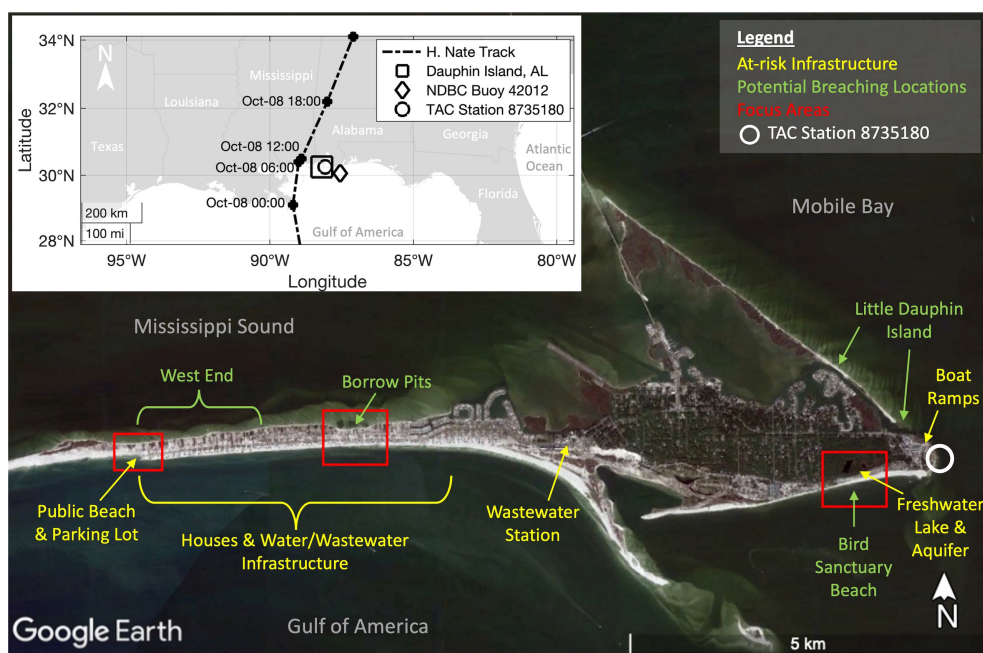 34°N
32°N
30°N
28°N
Latitude
95°W
90°W
85°W
80°W
Longitude
N
Mississippi
Louisiana
Texas
Alabama
Georgia
Florida
Atlantic
Ocean
Gulf of America
Oct-08 18:00
Oct-08 12:00
Oct-08 06:00
Oct-08 00:00
200 km
100 mi
H. Nate Track
Dauphin Island, AL
NDBC Buoy 42012
TAC Station 8735180
Legend
At-risk Infrastructure
Potential Breaching Locations
Focus Areas
TAC Station 8735180
Mobile Bay
Mississippi Sound
Little Dauphin
Island
West End
Borrow Pits
Boat
Ramps
Public Beach
& Parking Lot
Houses & Water/Wastewater
Infrastructure
Wastewater
Station
Bird
Sanctuary
Beach
Freshwater
Lake &
Aquifer
N
Google Earth
Gulf of America
5 km